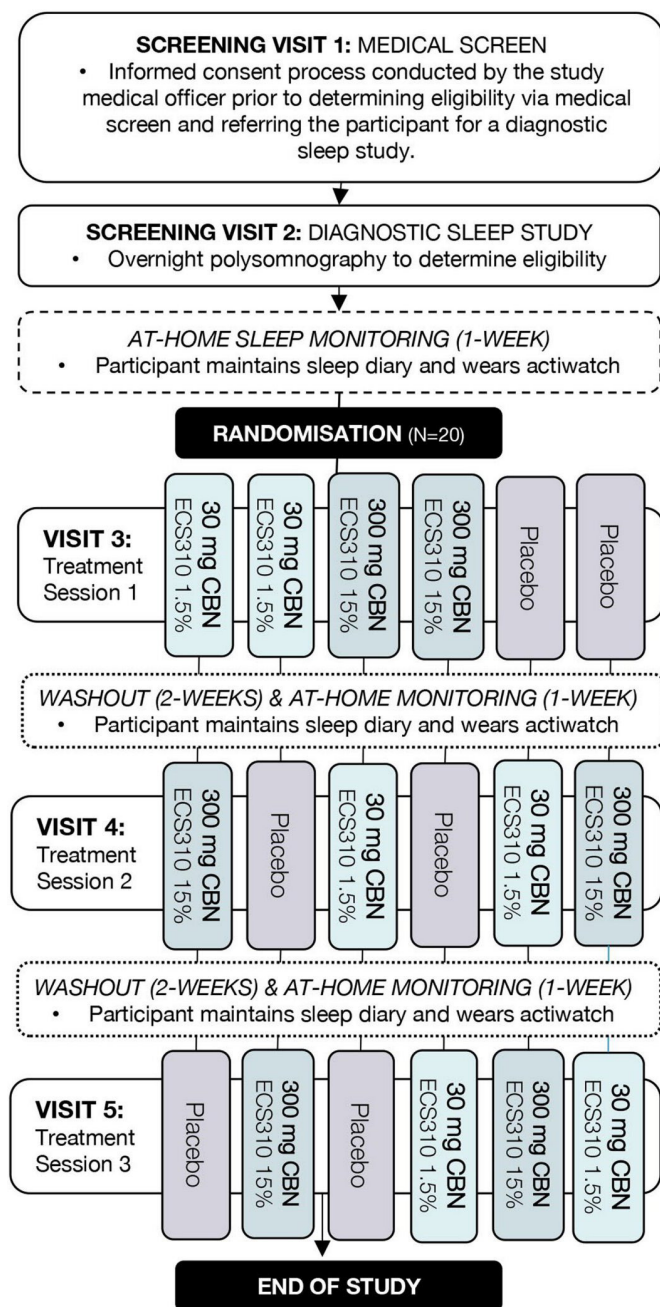 SCREENING VISIT 1: MEDICAL SCREEN
• Informed consent process conducted by the study
medical officer prior to determining eligibility via medical
screen and referring the participant for a diagnostic
sleep study.
SCREENING VISIT 2: DIAGNOSTIC SLEEP STUDY
• Overnight polysomnography to determine eligibility
AT-HOME SLEEP MONITORING (1-WEEK)
• Participant maintains sleep diary and wears actiwatch
RANDOMISATION (N=20)
VISIT 3:
Treatment
Session 1
30 mg CBN
ECS310 1.5%
30 mg CBN
ECS310 1.5%
300 mg CBN
ECS310 15%
300 mg CBN
ECS310 15%
Placebo
Placebo
WASHOUT (2-WEEKS) & AT-HOME MONITORING (1-WEEK)
• Participant maintains sleep diary and wears actiwatch
VISIT 4:
Treatment
Session 2
300 mg CBN
ECS310 15%
Placebo
30 mg CBN
ECS310 1.5%
Placebo
30 mg CBN
ECS310 1.5%
300 mg CBN
ECS310 15%
WASHOUT (2-WEEKS) & AT-HOME MONITORING (1-WEEK)
• Participant maintains sleep diary and wears actiwatch
VISIT 5:
Treatment
Session 3
Placebo
300 mg CBN
ECS310 15%
Placebo
30 mg CBN
ECS310 1.5%
300 mg CBN
ECS310 15%
30 mg CBN
ECS310 1.5%
END OF STUDY